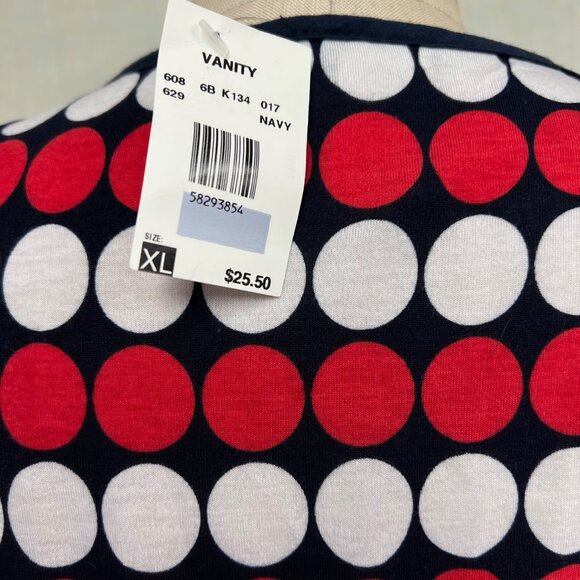 VANITY
608 6B K134 017
629 NAVY
58293854
SIZE:
XL
$25.50